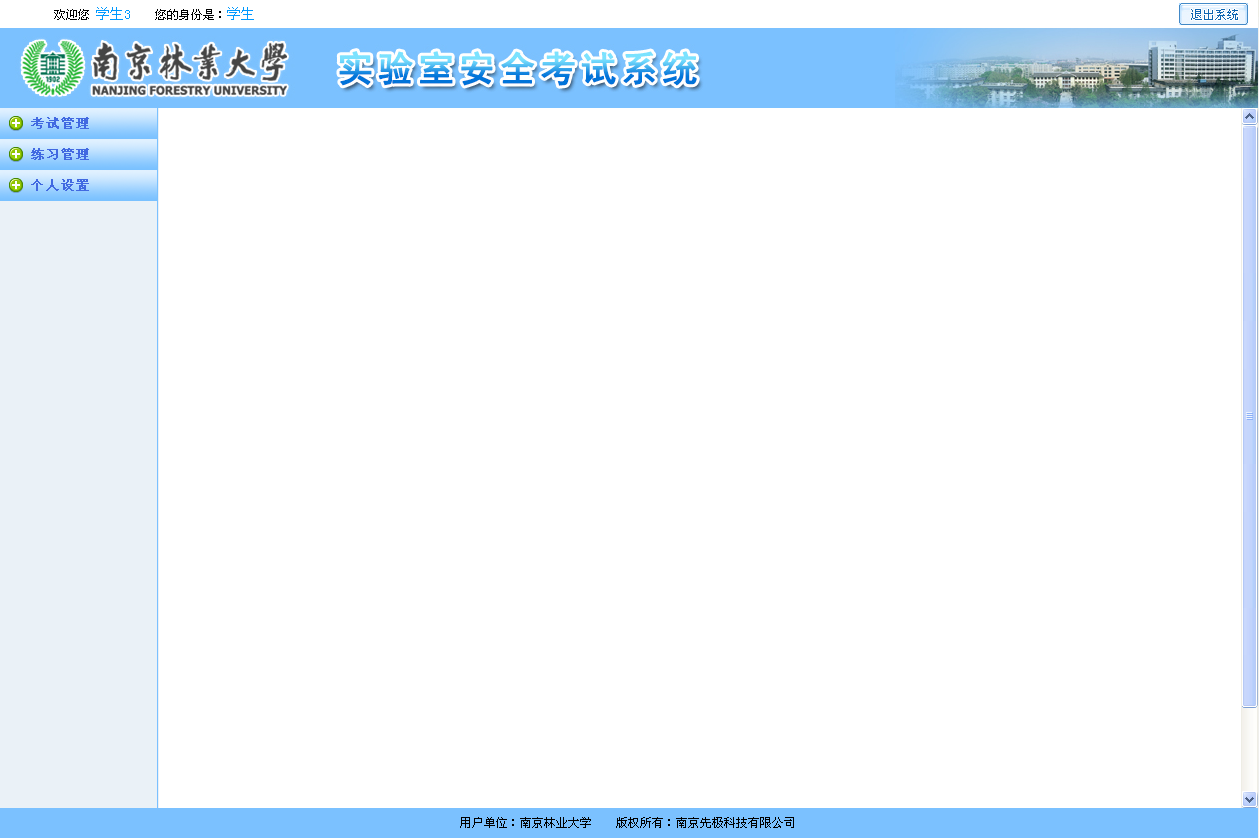 欢迎您 学生3 您的身份是：学生 退出系统
南京林業大學
NANJING FORESTRY UNIVERSITY
1902
实验室安全考试系统
考试管理
练习管理
个人设置
用户单位：南京林业大学 版权所有：南京先极科技有限公司